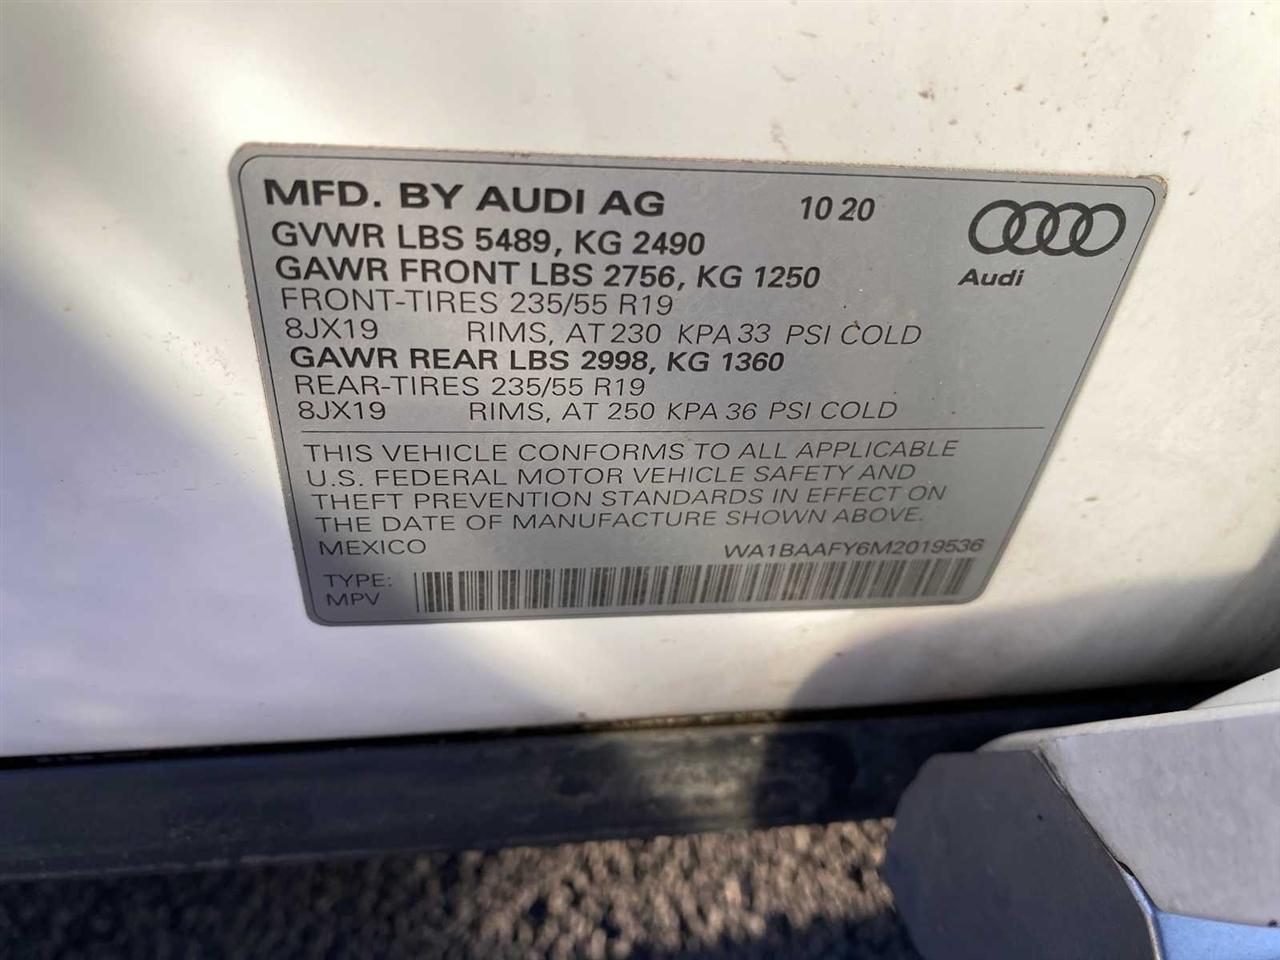 MFD. BY AUDI AG 10 20
GVWR LBS 5489, KG 2490
GAWR FRONT LBS 2756, KG 1250
Audi
FRONT-TIRES 235/55 R19
8JX19 RIMS, AT 230 KPA 33 PSI COLD
GAWR REAR LBS 2998, KG 1360
REAR-TIRES 235/55 R19
8JX19 RIMS, AT 250 KPA 36 PSI COLD
THIS VEHICLE CONFORMS TO ALL APPLICABLE
U.S. FEDERAL MOTOR VEHICLE SAFETY AND
THEFT PREVENTION STANDARDS IN EFFECT ON
THE DATE OF MANUFACTURE SHOWN ABOVE.
MEXICO WA1BAAFY6M2019536
TYPE:
MPV